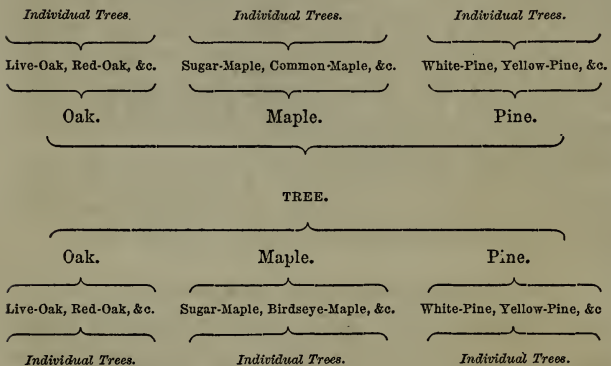 Individual Trees. Individual Trees. Individual Trees.
Live-Oak, Red-Oak, &c. Sugar-Maple, Common-Maple, &c. White-Pine, Yellow-Pine, &c.
Oak. Maple. Pine.
TREE.
Oak. Maple. Pine.
Live-Oak, Red-Oak, &c. Sugar-Maple, Birdseye-Maple, &c. White-Pine, Yellow-Pine, &c
Individual Trees. Individual Trees. Individual Trees.